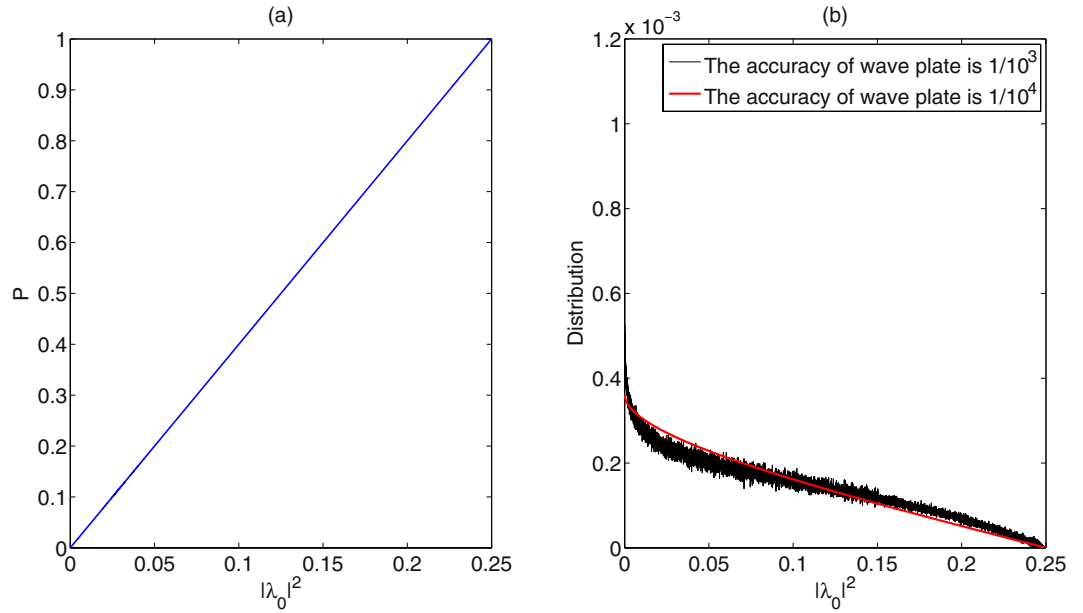 (a)
1
0.9
0.8
0.7
0.6
0.5
0.4
0.3
0.2
0.1
0
P
0 0.05 0.1 0.15 0.2 0.25
|λ₀|²
(b)
x 10⁻³
1.2
1
0.8
0.6
0.4
0.2
0
Distribution
The accuracy of wave plate is 1/10³
The accuracy of wave plate is 1/10⁴
0 0.05 0.1 0.15 0.2 0.25
|λ₀|²